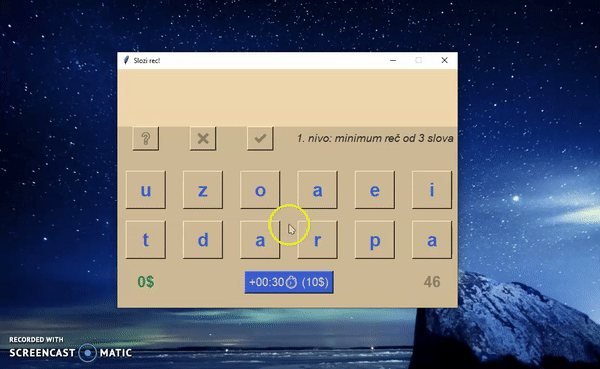 Slozi rec!
? × ✓ 1. nivo: minimum reč od 3 slova
u z o a e i
t d a r p a
0$ +00:30 (10$) 46
RECORDED WITH
SCREENCAST MATIC